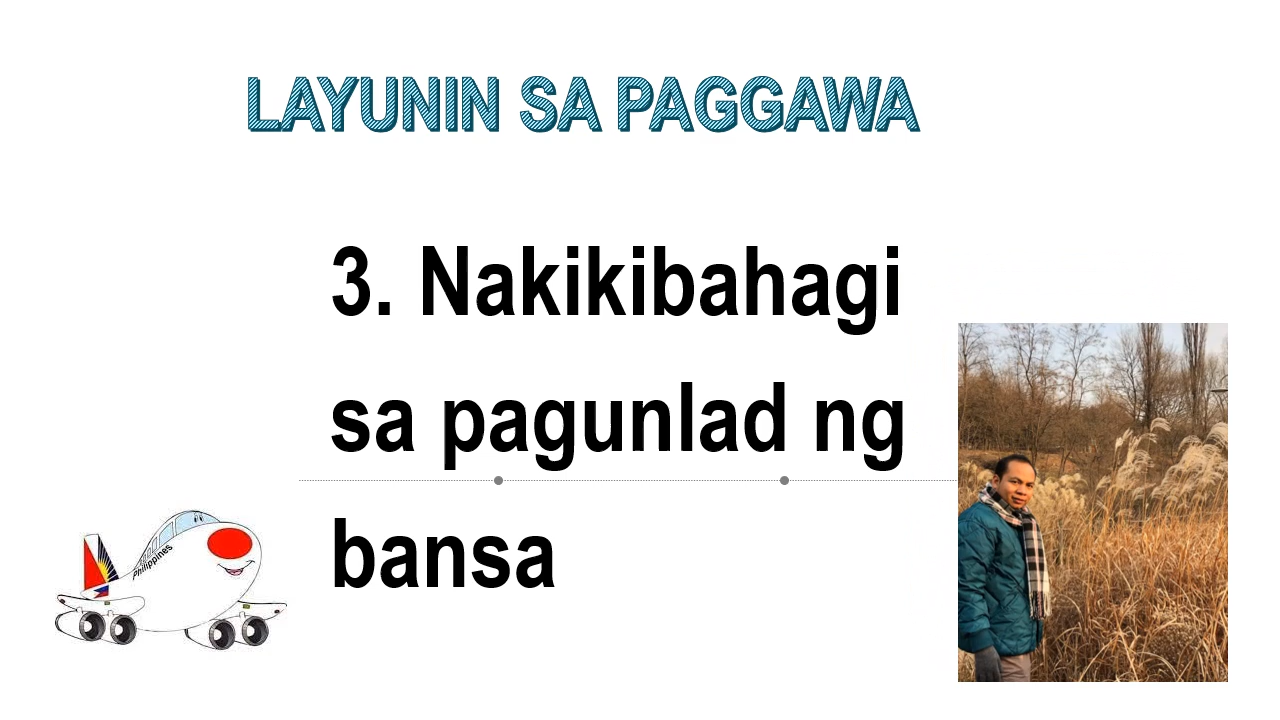 LAYUNIN SA PAGGAWA
3. Nakikibahagi
sa pagunlad ng
bansa
Philippines